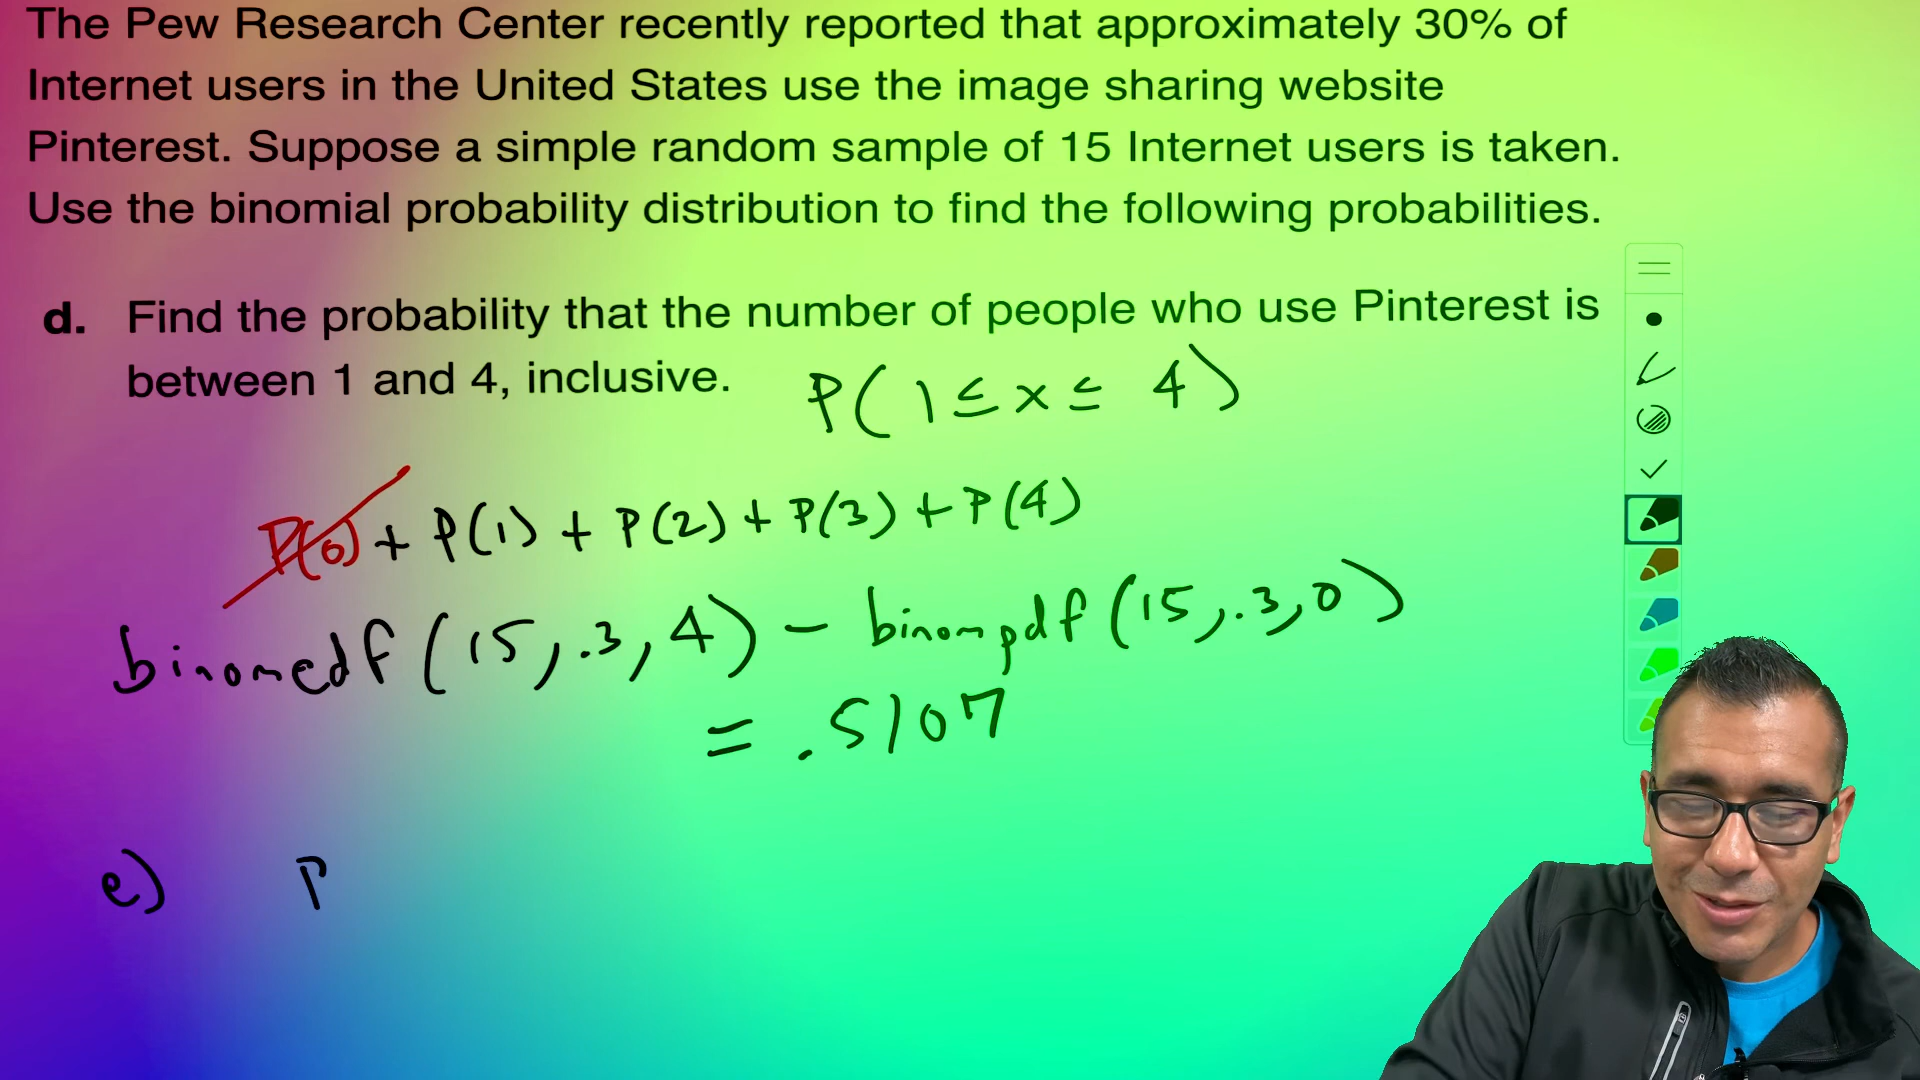 The Pew Research Center recently reported that approximately 30% of
Internet users in the United States use the image sharing website
Pinterest. Suppose a simple random sample of 15 Internet users is taken.
Use the binomial probability distribution to find the following probabilities.
d. Find the probability that the number of people who use Pinterest is
between 1 and 4, inclusive. P(1≤x≤ 4)
P(0) + P(1) + P(2) + P(3) + P(4)
binomcdf(15,.3,4) - binompdf(15,.3,0)
= .5107
e) P